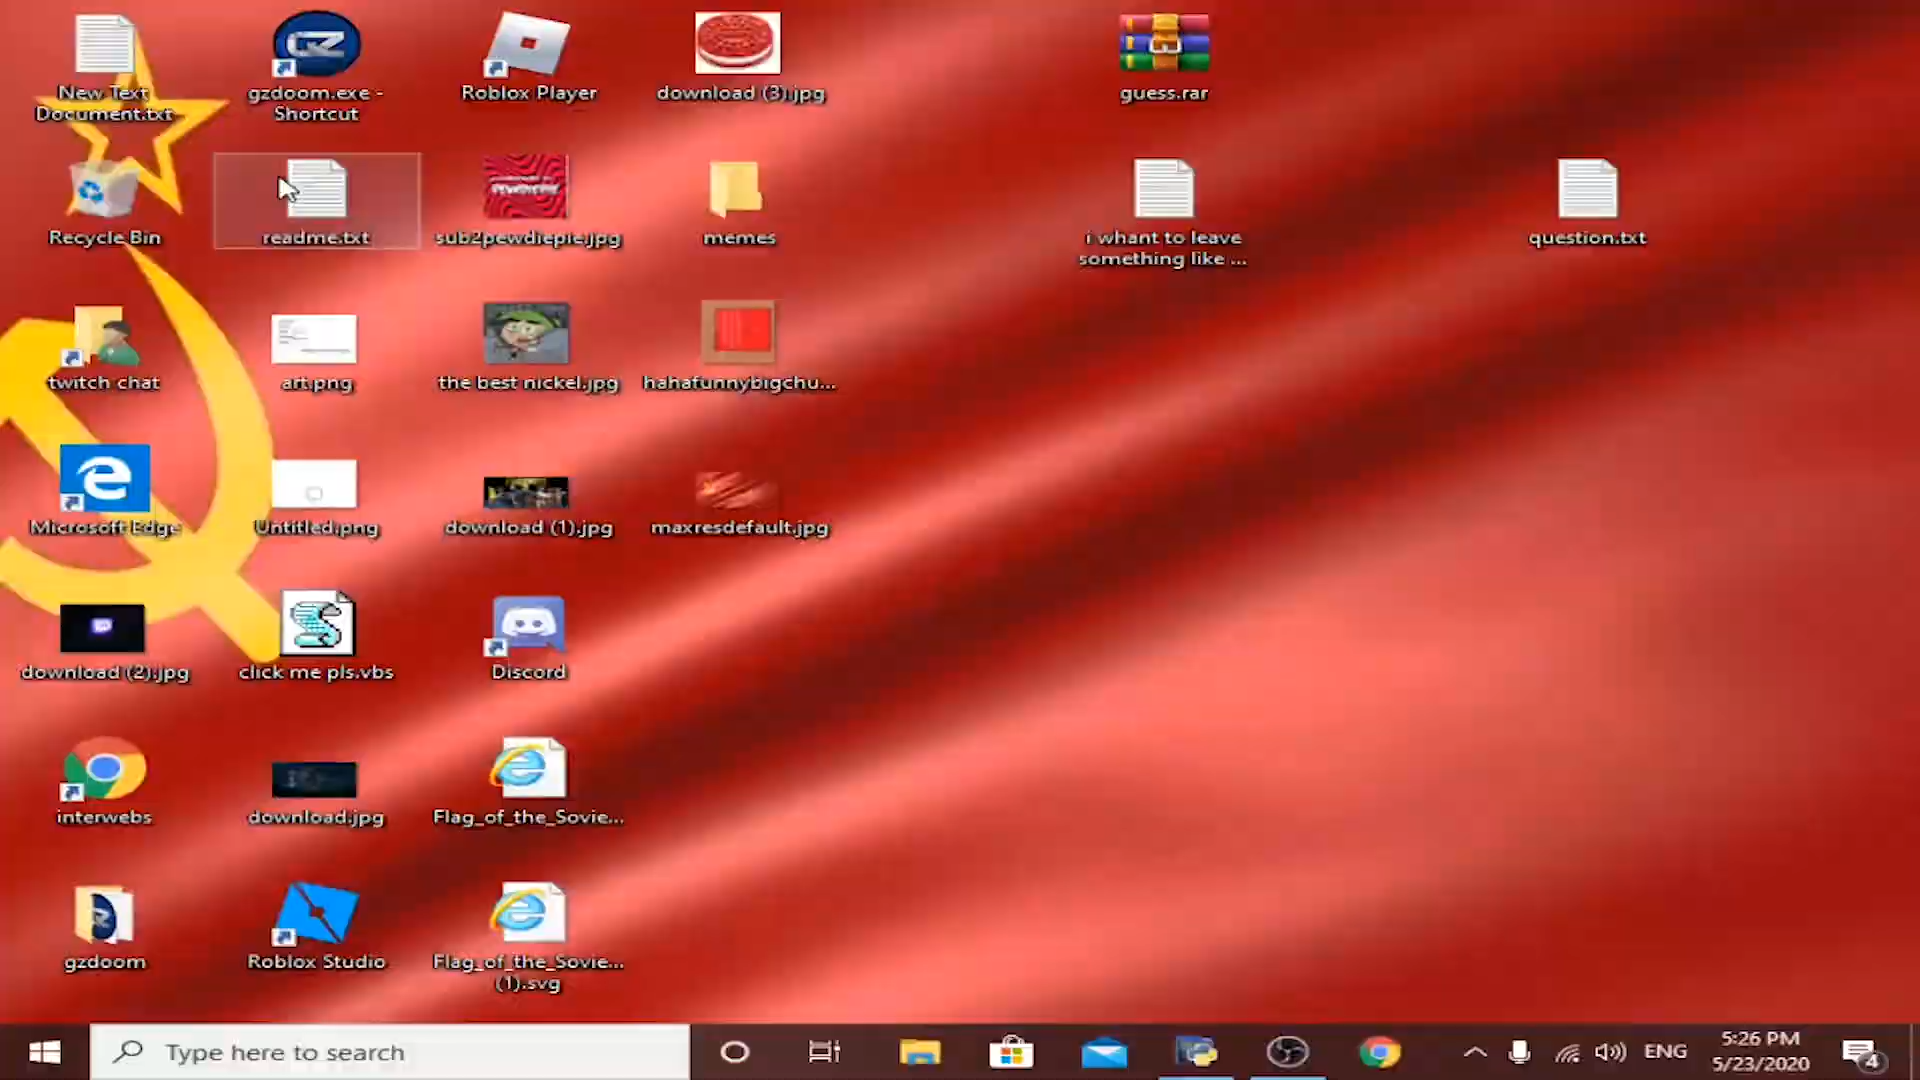 New Text
Document.txt
gzdoom.exe -
Shortcut
Roblox Player
download (3).jpg
guess.rar
Recycle Bin
readme.txt
sub2pewdiepie.jpg
memes
i whant to leave
something like ...
question.txt
twitch chat
art.png
the best nickel.jpg
hahafunnybigchu...
Microsoft Edge
Untitled.png
download (1).jpg
maxresdefault.jpg
download (2).jpg
click me pls.vbs
Discord
interwebs
download.jpg
Flag_of_the_Sovie...
gzdoom
Roblox Studio
Flag_of_the_Sovie...
(1).svg
Type here to search
ENG
5:26 PM
5/23/2020
4